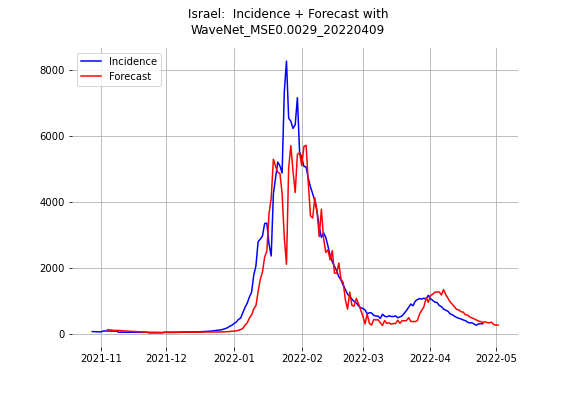 Israel:  Incidence + Forecast with
WaveNet_MSE0.0029_20220409
Incidence
Forecast
8000
6000
4000
2000
0
2021-11 2021-12 2022-01 2022-02 2022-03 2022-04 2022-05